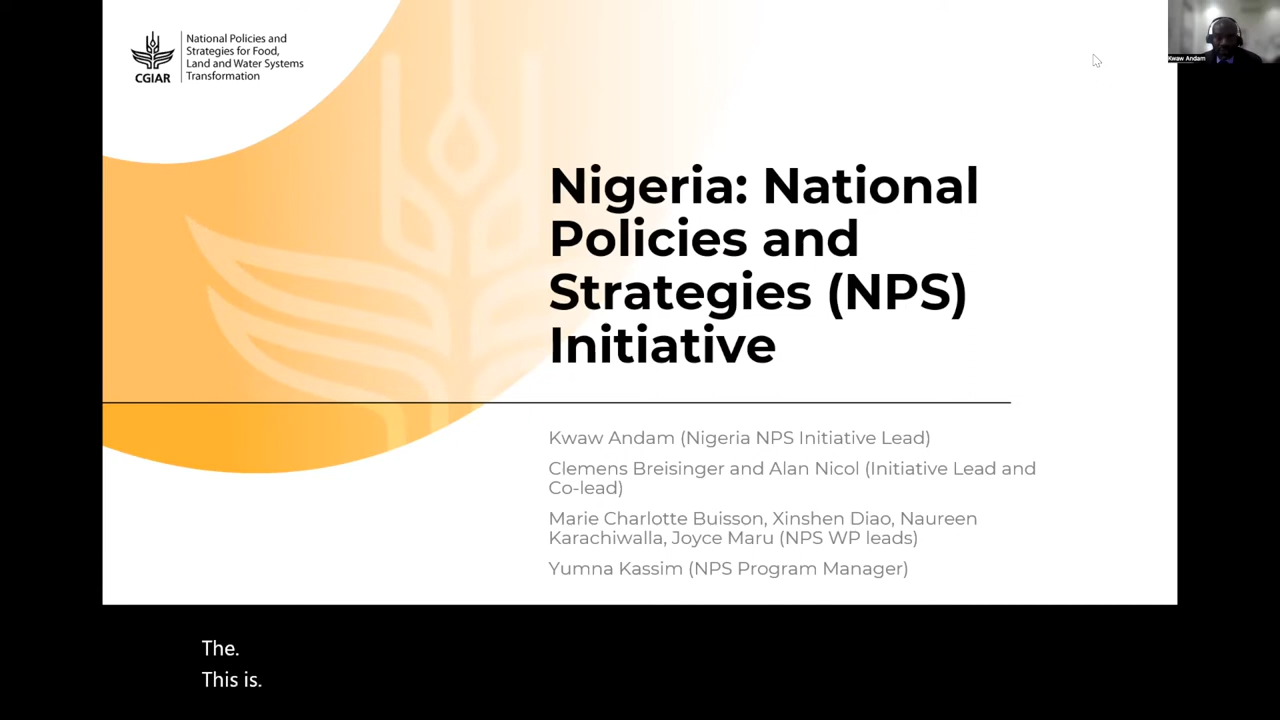 National Policies and
Strategies for Food,
Land and Water Systems
Transformation
CGIAR
Kwaw Andam
Nigeria: National
Policies and
Strategies (NPS)
Initiative
Kwaw Andam (Nigeria NPS Initiative Lead)
Clemens Breisinger and Alan Nicol (Initiative Lead and
Co-lead)
Marie Charlotte Buisson, Xinshen Diao, Naureen
Karachiwalla, Joyce Maru (NPS WP leads)
Yumna Kassim (NPS Program Manager)
The.
This is.